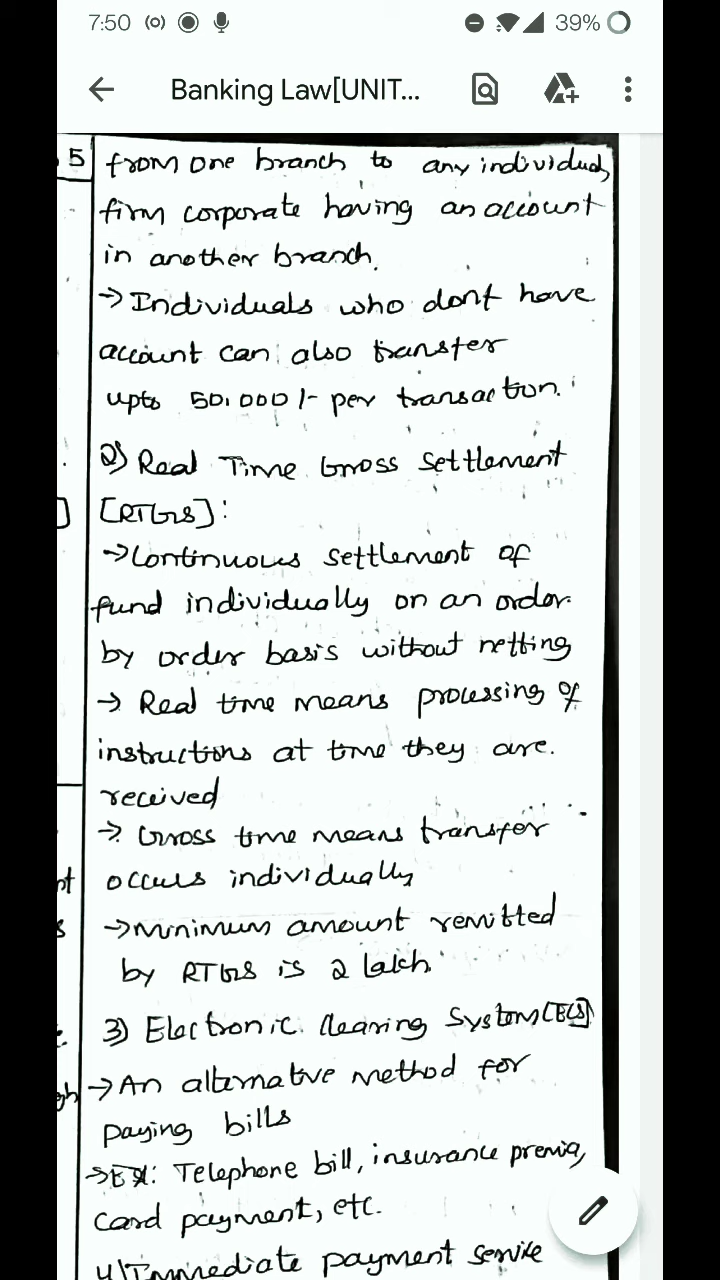 7:50 39%
Banking Law[UNIT...
5 from one branch to any individual,
firm corporate having an account
in another branch.
→ Individuals who dont have
account can also transfer
upto 50,000/- per transaction.
2) Real Time Gross Settlement
[RTGS]:
→ Continuous settlement of
fund individually on an order
by order basis without netting
→ Real time means processing of
instructions at time they are.
received
→ Gross time means transfer
occurs individually
→ minimum amount remitted
by RTGS is 2 lakh.
3) Electronic clearing System [ECS]
→ An alternative method for
paying bills
→ EX: Telephone bill, insurance premia,
card payment, etc.
4) Immediate payment service